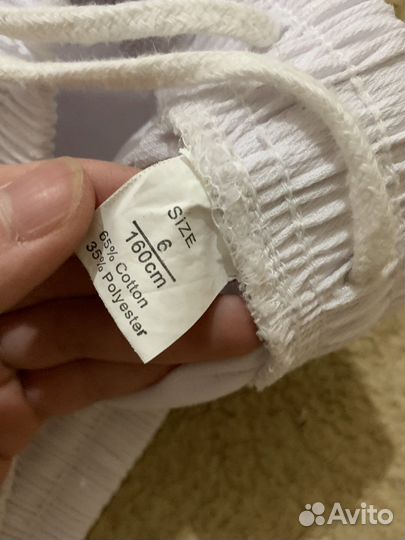 SIZE
6
160cm
65% Cotton
35% Polyester
Avito